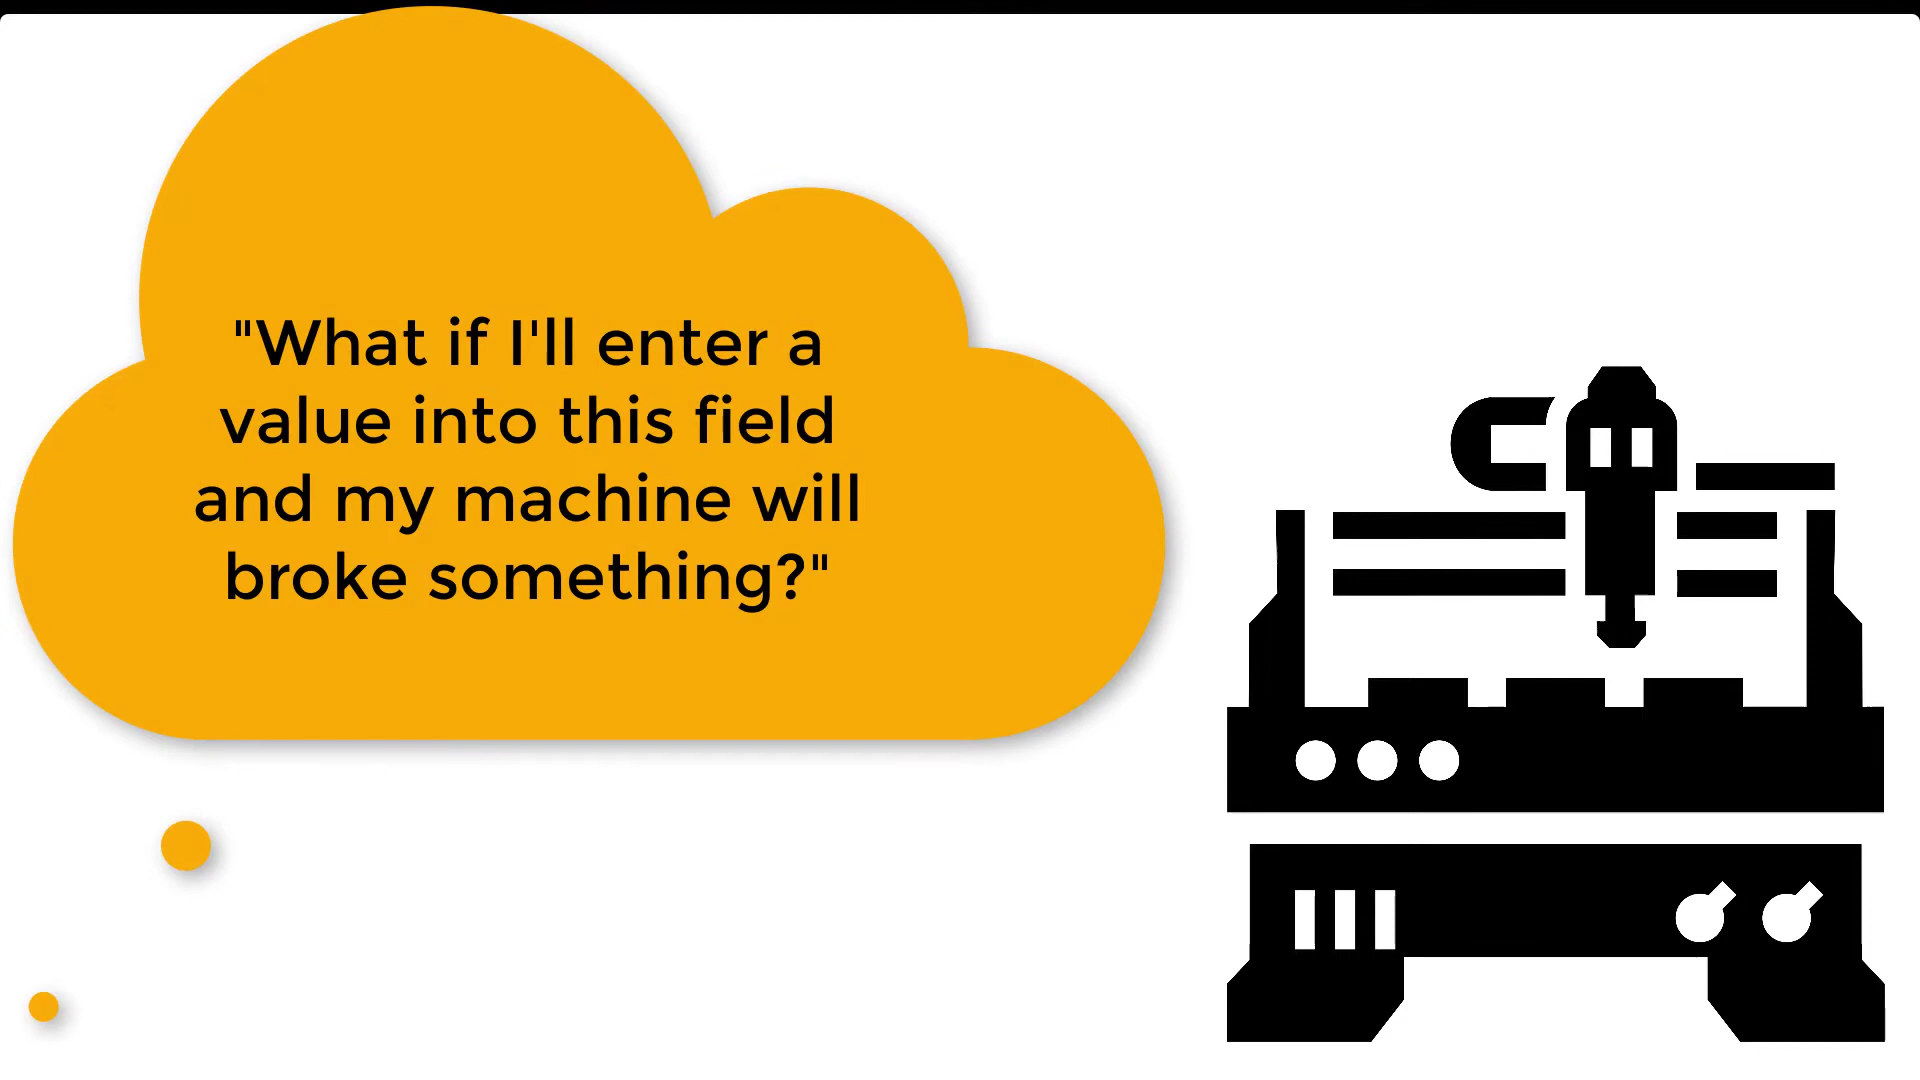 "What if I'll enter a
value into this field
and my machine will
broke something?"